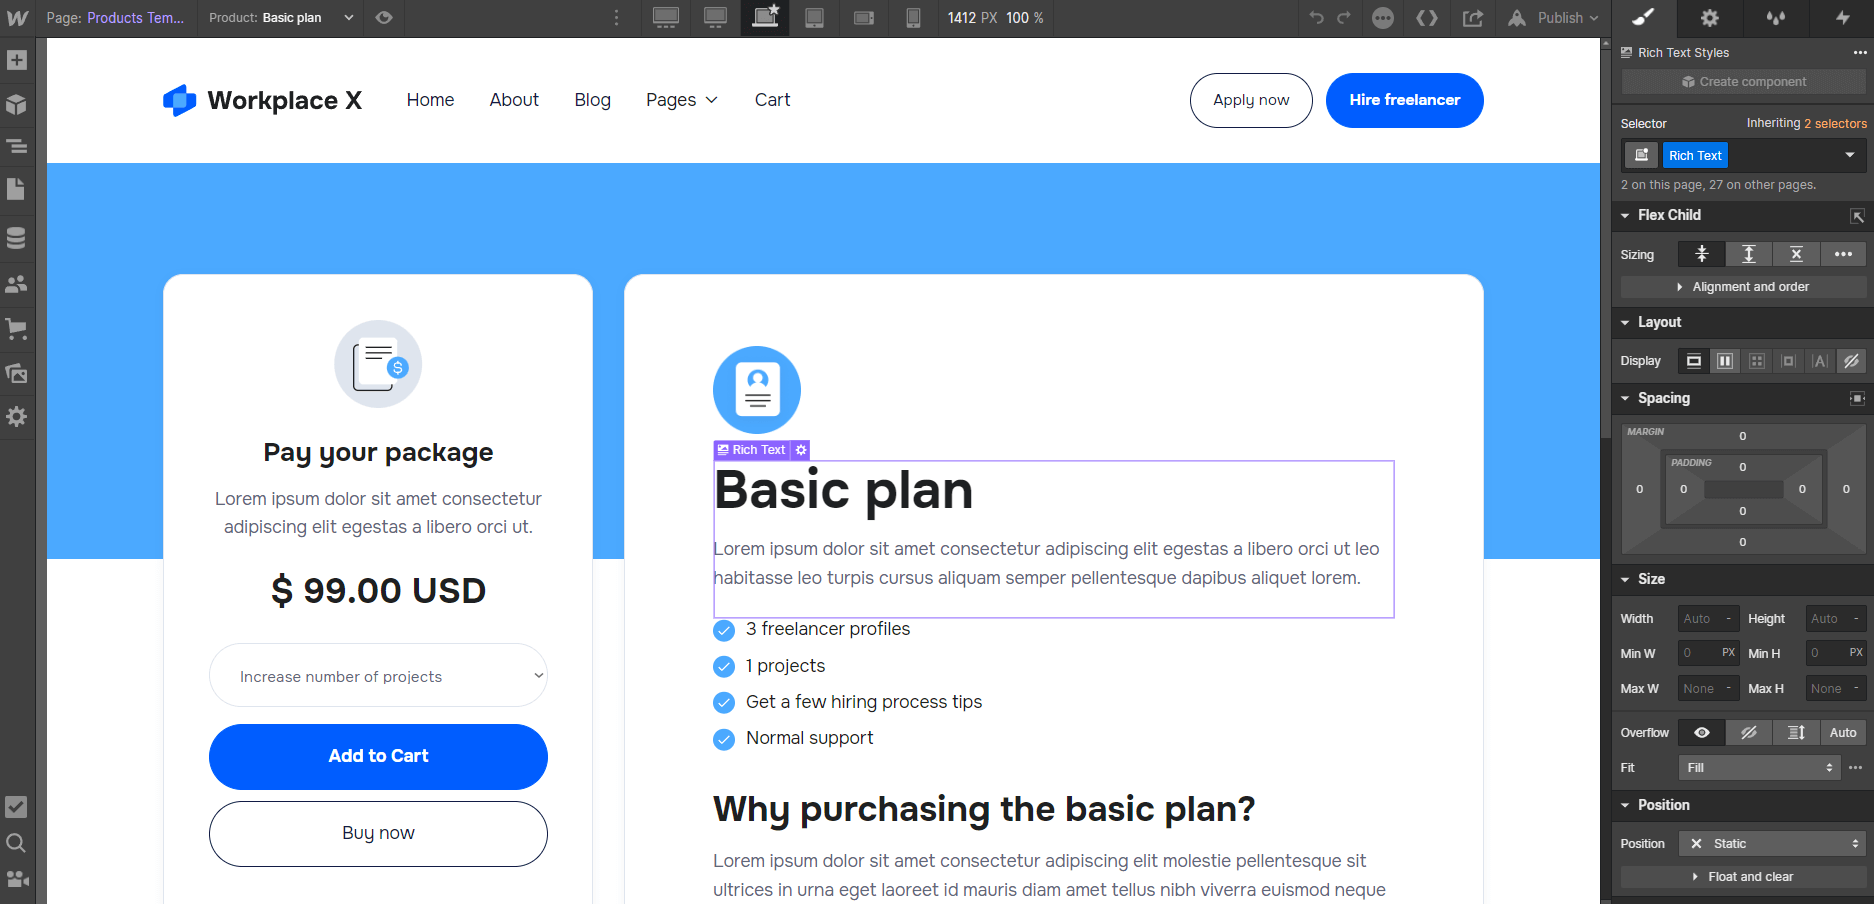 Page: Products Tem...
Product: Basic plan
1412 PX 100 %
Publish
Workplace X
Home
About
Blog
Pages
Cart
Apply now
Hire freelancer
$
Pay your package
Lorem ipsum dolor sit amet consectetur
adipiscing elit egestas a libero orci ut.
$ 99.00 USD
Increase number of projects
Add to Cart
Buy now
Rich Text
Basic plan
Lorem ipsum dolor sit amet consectetur adipiscing elit egestas a libero orci ut leo
habitasse leo turpis cursus aliquam semper pellentesque dapibus aliquet lorem.
3 freelancer profiles
1 projects
Get a few hiring process tips
Normal support
Why purchasing the basic plan?
Lorem ipsum dolor sit amet consectetur adipiscing elit molestie pellentesque sit
ultrices in urna eget laoreet id mauris diam amet tellus nibh viverra euismod neque
Rich Text Styles
Create component
Selector
Inheriting 2 selectors
Rich Text
2 on this page, 27 on other pages.
Flex Child
Sizing
Alignment and order
Layout
Display
Spacing
MARGIN
0
PADDING
0
0
0
0
0
0
0
Size
Width Auto -
Height Auto -
Min W 0 PX
Min H 0 PX
Max W None -
Max H None -
Overflow
Auto
Fit
Fill
Position
Position
Static
Float and clear